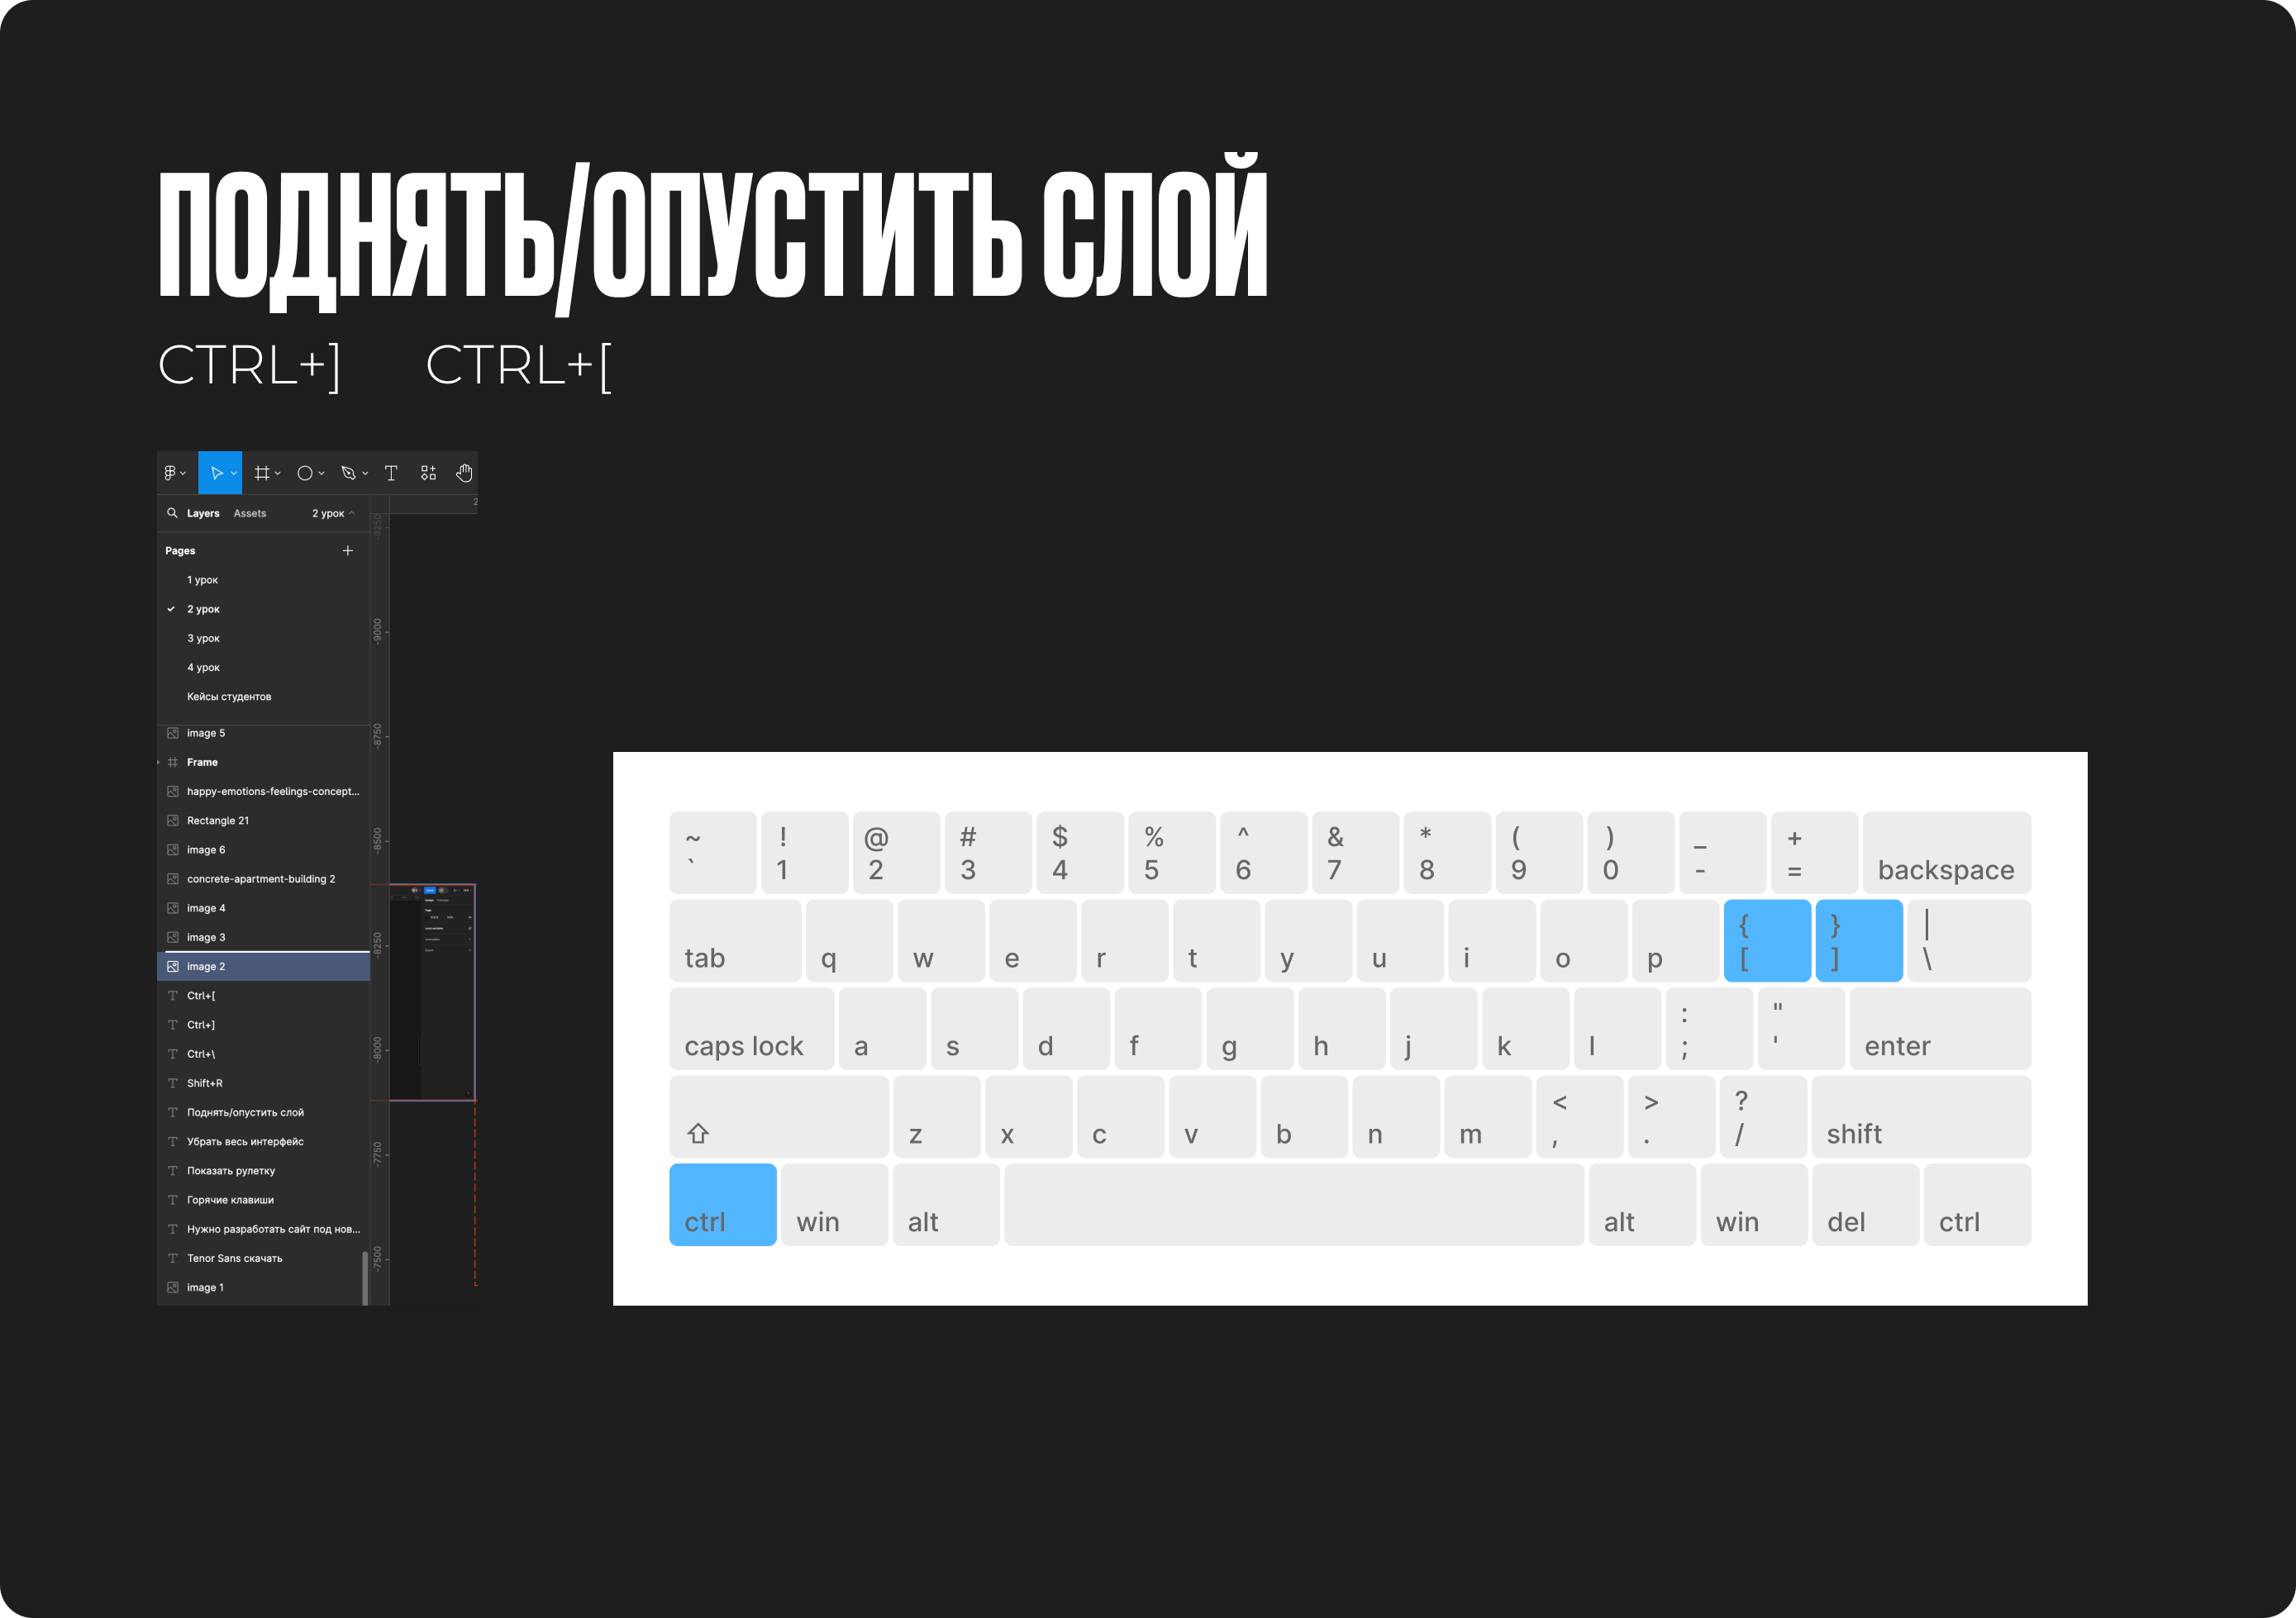 ПОДНЯТЬ/ОПУСТИТЬ СЛОЙ
CTRL+] CTRL+[
Layers Assets 2 урок
2
Pages
1 урок
2 урок
3 урок
4 урок
Кейсы студентов
image 5
Frame
happy-emotions-feelings-concept...
Rectangle 21
image 6
concrete-apartment-building 2
image 4
image 3
image 2
Ctrl+[
Ctrl+]
Ctrl+\
Shift+R
Поднять/опустить слой
Убрать весь интерфейс
Показать рулетку
Горячие клавиши
Нужно разработать сайт под нов...
Tenor Sans скачать
image 1
-9250
-9000
-8750
-8500
-8250
-8000
-7750
-7500
~ ! @ # $ % ^ & * ( ) _ +
` 1 2 3 4 5 6 7 8 9 0 - = backspace
{ } |
tab q w e r t y u i o p [ ] \
: "
caps lock a s d f g h j k l ; ' enter
< > ?
z x c v b n m , . / shift
ctrl win alt alt win del ctrl